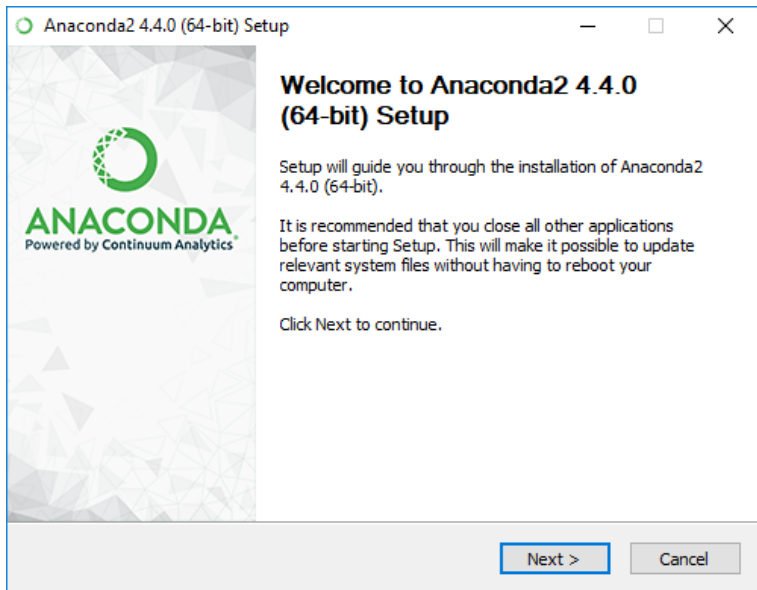 Anaconda2 4.4.0 (64-bit) Setup
Welcome to Anaconda2 4.4.0
(64-bit) Setup
Setup will guide you through the installation of Anaconda2
4.4.0 (64-bit).
It is recommended that you close all other applications
before starting Setup. This will make it possible to update
relevant system files without having to reboot your
computer.
Click Next to continue.
ANACONDA
Powered by Continuum Analytics
Next >
Cancel